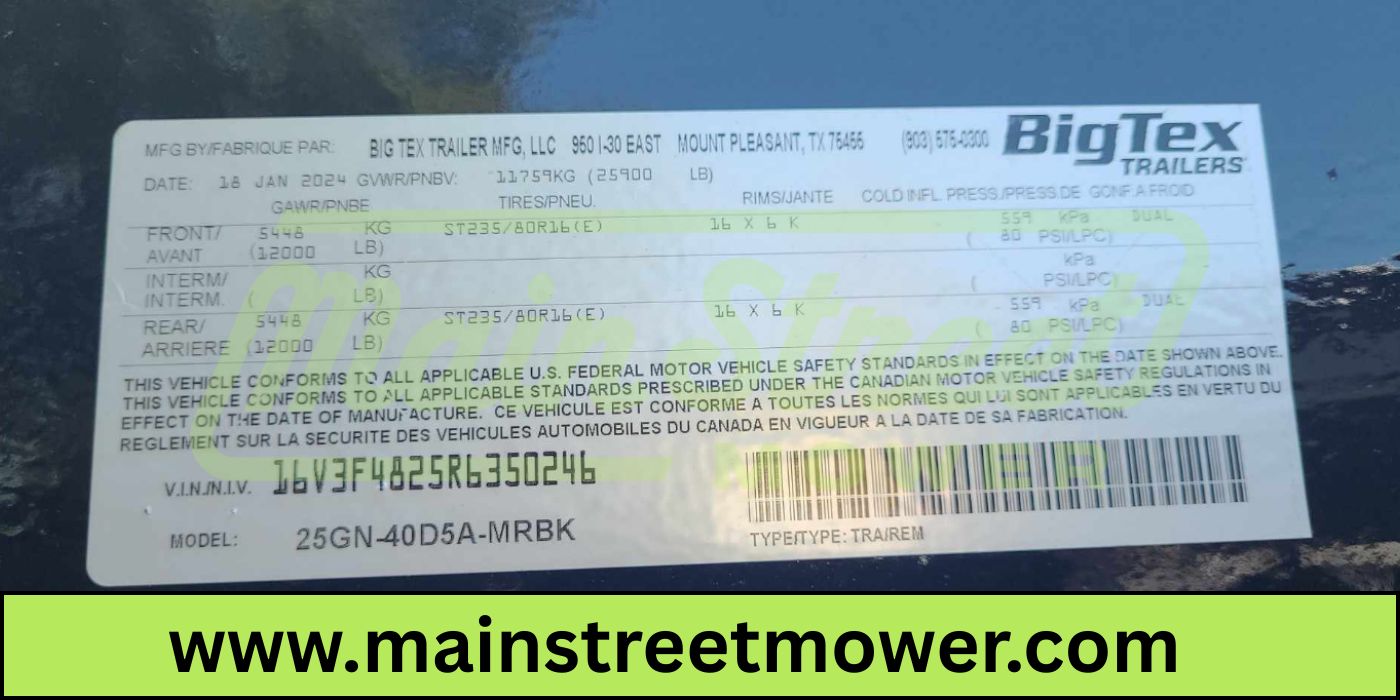 MFG BY/FABRIQUE PAR: BIG TEX TRAILER MFG, LLC 950 I-30 EAST MOUNT PLEASANT, TX 75455 (903) 575-0300 BigTex TRAILERS
DATE: 18 JAN 2024 GVWR/PNBV: 11759KG (25900 LB)
GAWR/PNBE TIRES/PNEU. RIMS/JANTE COLD INFL. PRESS./PRESS.DE GONF.A FROID
FRONT/ 5448 KG ST235/80R16(E) 16 X 6 K 559 kPa DUAL
AVANT (12000 LB) ( 80 PSI/LPC)
INTERM/ KG kPa
INTERM. ( LB) ( PSI/LPC)
REAR/ 5448 KG ST235/80R16(E) 16 X 6 K 559 kPa DUAL
ARRIERE (12000 LB) ( 80 PSI/LPC)
THIS VEHICLE CONFORMS TO ALL APPLICABLE U.S. FEDERAL MOTOR VEHICLE SAFETY STANDARDS IN EFFECT ON THE DATE SHOWN ABOVE.
THIS VEHICLE CONFORMS TO ALL APPLICABLE STANDARDS PRESCRIBED UNDER THE CANADIAN MOTOR VEHICLE SAFETY REGULATIONS IN
EFFECT ON THE DATE OF MANUFACTURE. CE VEHICULE EST CONFORME A TOUTES LES NORMES QUI LUI SONT APPLICABLES EN VERTU DU
REGLEMENT SUR LA SECURITE DES VEHICULES AUTOMOBILES DU CANADA EN VIGUEUR A LA DATE DE SA FABRICATION.
V.I.N./N.I.V. 16V3F4825R6350246
MODEL: 25GN-40D5A-MRBK
TYPE/TYPE: TRA/REM
Main Street
MOWER
www.mainstreetmower.com